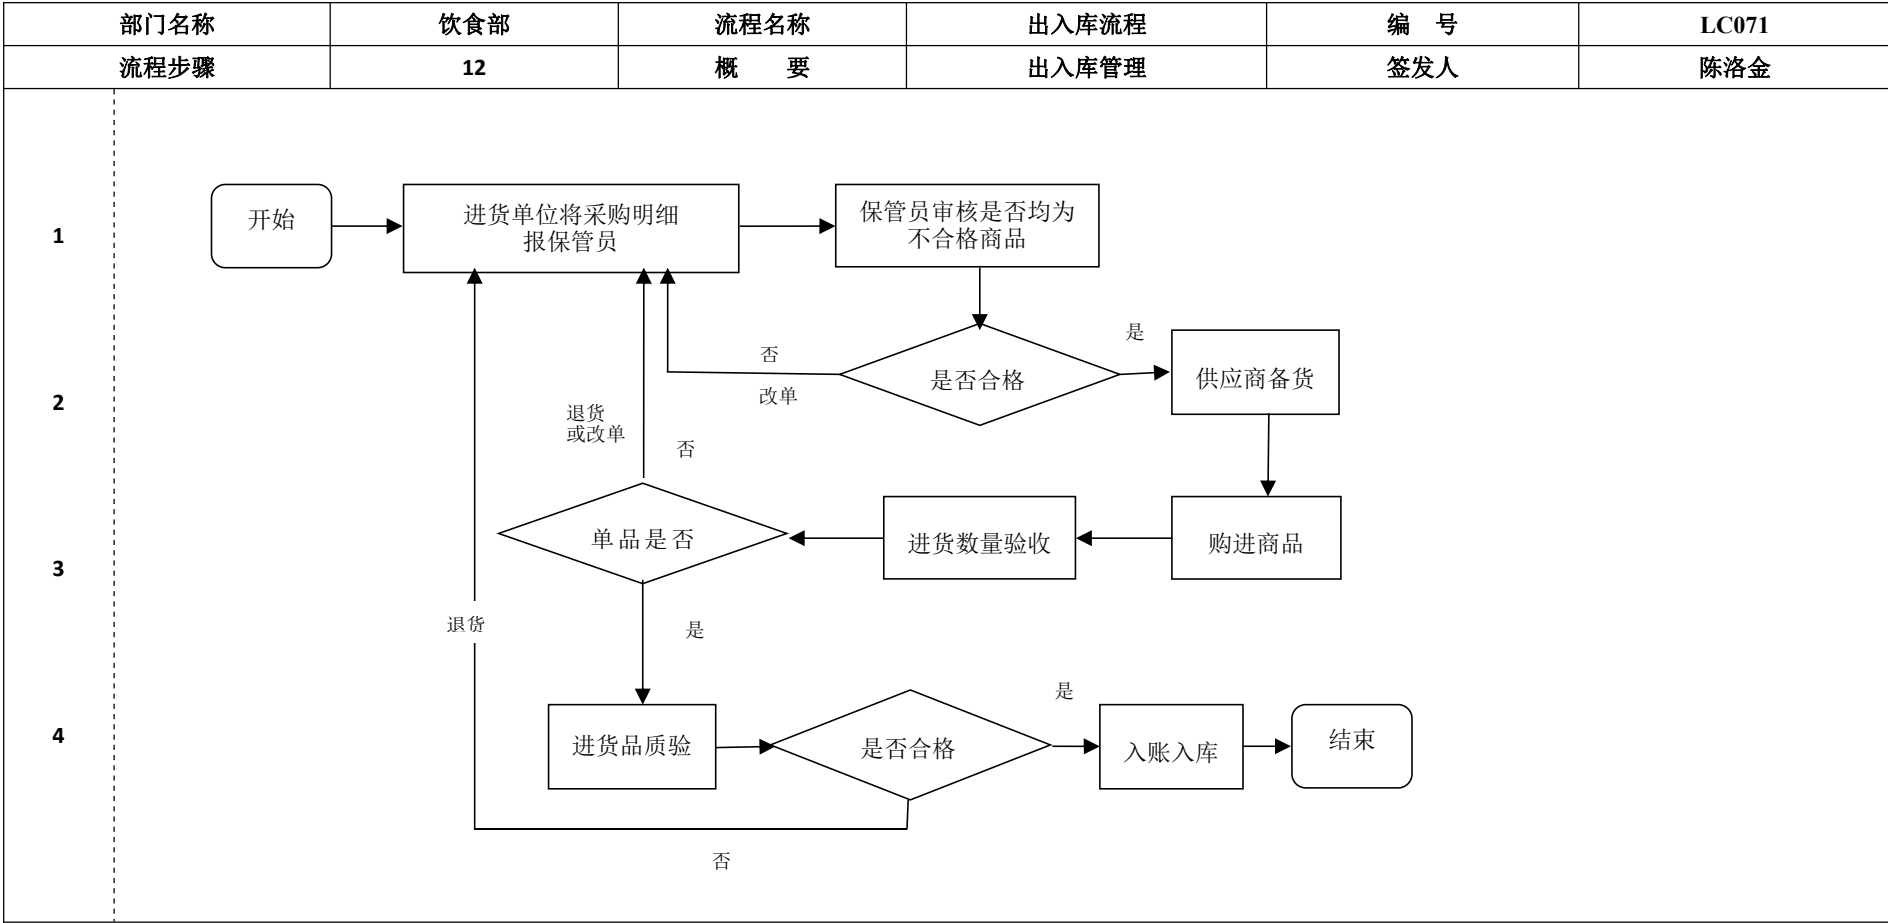 部门名称 饮食部 流程名称 出入库流程 编 号 LC071
流程步骤 12 概 要 出入库管理 签发人 陈洛金
1
开始
进货单位将采购明细
报保管员
保管员审核是否均为
不合格商品
2
否
改单
是否合格
是
供应商备货
退货
或改单
否
3
单品是否
进货数量验收
购进商品
退货
是
4
进货品质验
是否合格
是
入账入库
结束
否